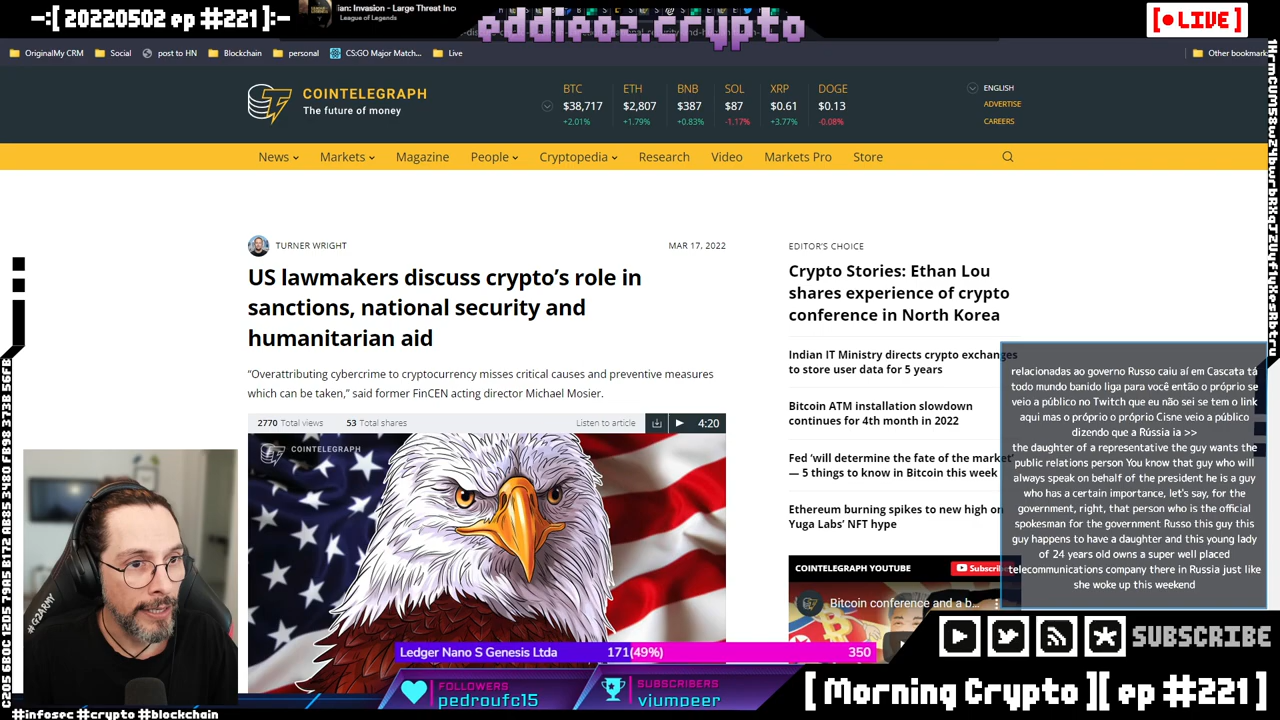 -:[ 20220502 ep #221 ]:-
an: Invasion - Large Threat Inc
League of Legends
eddieoz.crypto
[● LIVE]
OriginalMy CRM
Social
post to HN
Blockchain
personal
CS:GO Major Match...
Live
Other bookmark
COINTELEGRAPH
The future of money
BTC ETH BNB SOL XRP DOGE
$38,717 $2,807 $387 $87 $0.61 $0.13
+2.01% +1.79% +0.83% -1.17% +3.77% -0.08%
ENGLISH
ADVERTISE
CAREERS
News Markets Magazine People Cryptopedia Research Video Markets Pro Store
TURNER WRIGHT
MAR 17, 2022
US lawmakers discuss crypto’s role in
sanctions, national security and
humanitarian aid
“Overattributing cybercrime to cryptocurrency misses critical causes and preventive measures
which can be taken,” said former FinCEN acting director Michael Mosier.
2770 Total views 53 Total shares
Listen to article 4:20
COINTELEGRAPH
EDITOR’S CHOICE
Crypto Stories: Ethan Lou
shares experience of crypto
conference in North Korea
Indian IT Ministry directs crypto exchanges
to store user data for 5 years
Bitcoin ATM installation slowdown
continues for 4th month in 2022
Fed ‘will determine the fate of the market’
— 5 things to know in Bitcoin this week
Ethereum burning spikes to new high on
Yuga Labs’ NFT hype
COINTELEGRAPH YOUTUBE
Subscribe
Bitcoin conference and a b...
relacionadas ao governo Russo caiu aí em Cascata tá
todo mundo banido liga para você então o próprio se
veio a público no Twitch que eu não sei se tem o link
aqui mas o próprio o próprio Cisne veio a público
dizendo que a Rússia ia >>
the daughter of a representative the guy wants the
public relations person You know that guy who will
always speak on behalf of the president he is a guy
who has a certain importance, let's say, for the
government, right, that person who is the official
spokesman for the government Russo this guy this
guy happens to have a daughter and this young lady
of 24 years old owns a super well placed
telecommunications company there in Russia just like
she woke up this weekend
#G2ARMY
Ledger Nano S Genesis Ltda 171(49%) 350
FOLLOWERS
pedroufc15
SUBSCRIBERS
vjumpeer
SUBSCRIBE
[ Morning Crypto ][ ep #221 ]
#infosec #crypto #blockchain